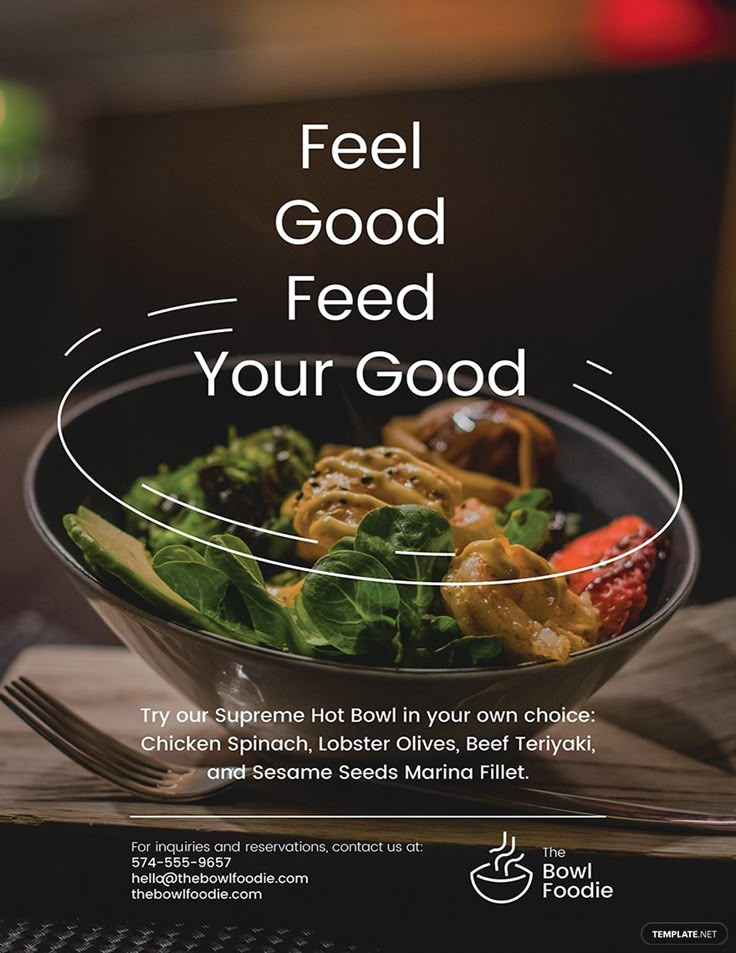 Feel
Good
Feed
Your Good
Try our Supreme Hot Bowl in your own choice:
Chicken Spinach, Lobster Olives, Beef Teriyaki,
and Sesame Seeds Marina Fillet.
For inquiries and reservations, contact us at:
574-555-9657
hello@thebowlfoodie.com
thebowlfoodie.com
The
Bowl
Foodie
TEMPLATE.NET